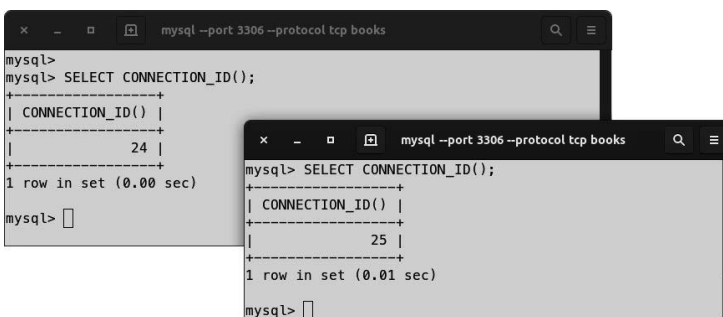 mysql --port 3306 --protocol tcp books
mysql>
mysql> SELECT CONNECTION_ID();
+-----------------+
| CONNECTION_ID() |
+-----------------+
|              24 |
+-----------------+
1 row in set (0.00 sec)
mysql>
mysql --port 3306 --protocol tcp books
mysql> SELECT CONNECTION_ID();
+-----------------+
| CONNECTION_ID() |
+-----------------+
|              25 |
+-----------------+
1 row in set (0.01 sec)
mysql>